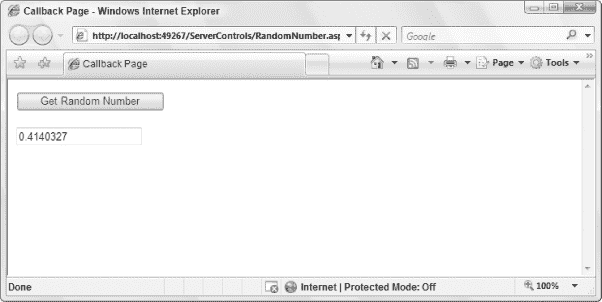 Callback Page - Windows Internet Explorer
http://localhost:49267/ServerControls/RandomNumber.asp
Google
Callback Page
Page
Tools
Get Random Number
0.4140327
Done
Internet | Protected Mode: Off
100%